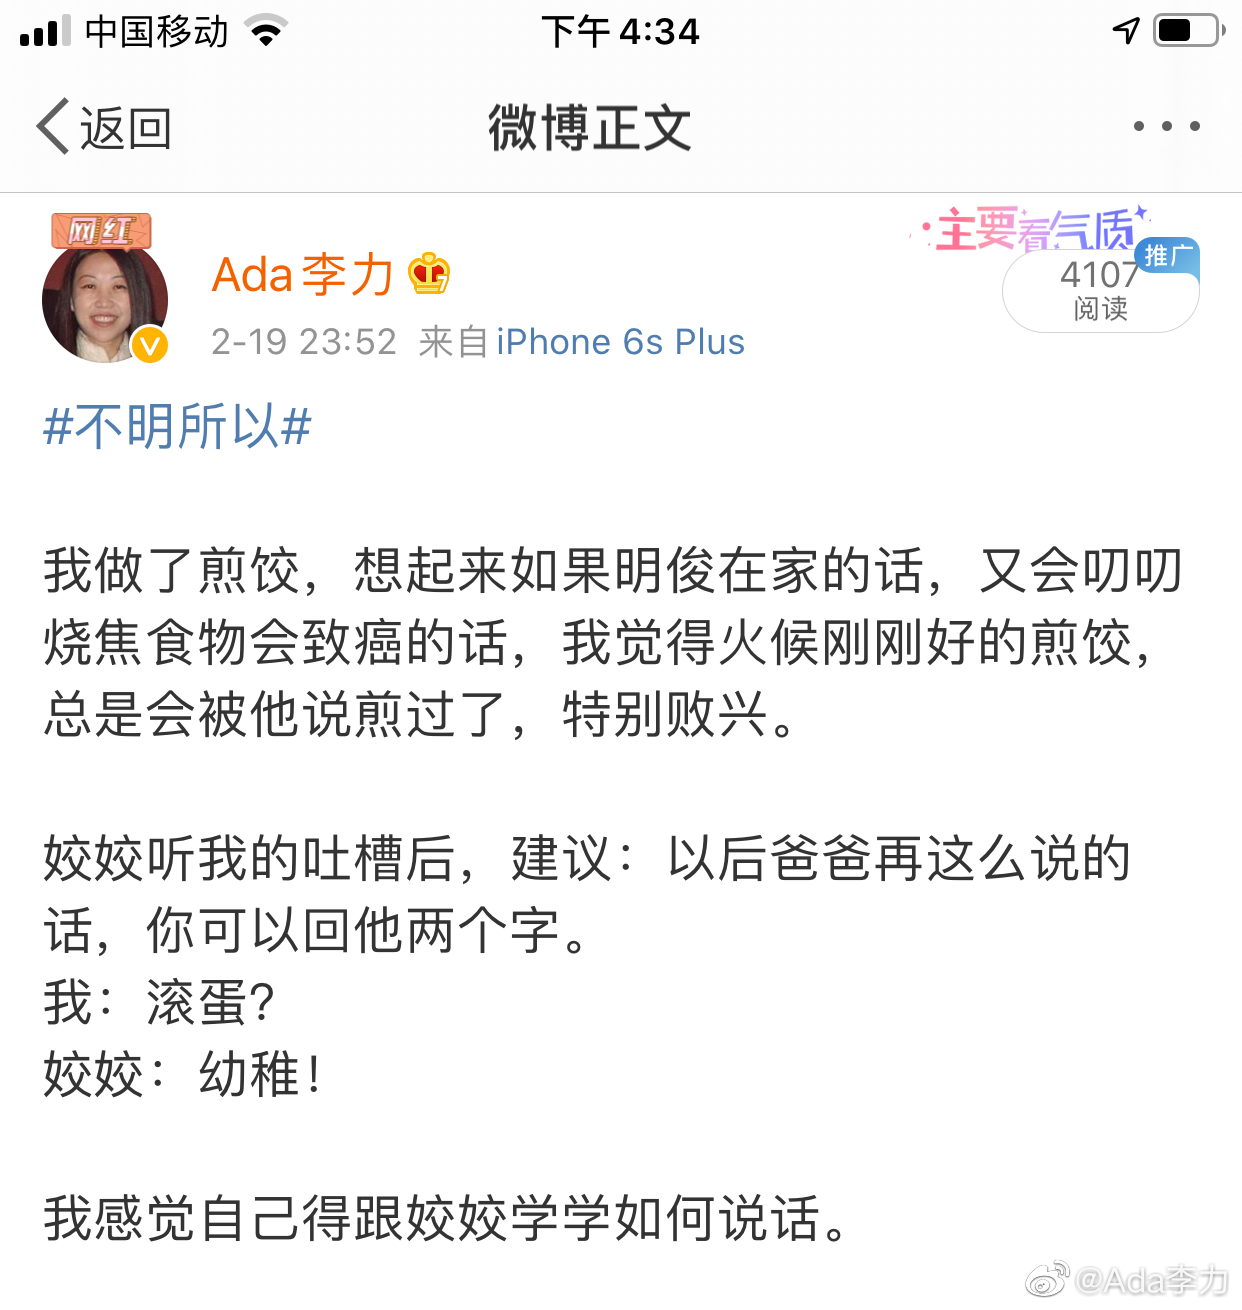 中国移动 下午4:34
返回 微博正文
网红
主要看气质
推广
Ada李力
4107
阅读
2-19 23:52 来自 iPhone 6s Plus
#不明所以#
我做了煎饺，想起来如果明俊在家的话，又会叨叨
烧焦食物会致癌的话，我觉得火候刚刚好的煎饺，
总是会被他说煎过了，特别败兴。
姣姣听我的吐槽后，建议：以后爸爸再这么说的
话，你可以回他两个字。
我：滚蛋？
姣姣：幼稚！
我感觉自己得跟姣姣学学如何说话。
@Ada李力